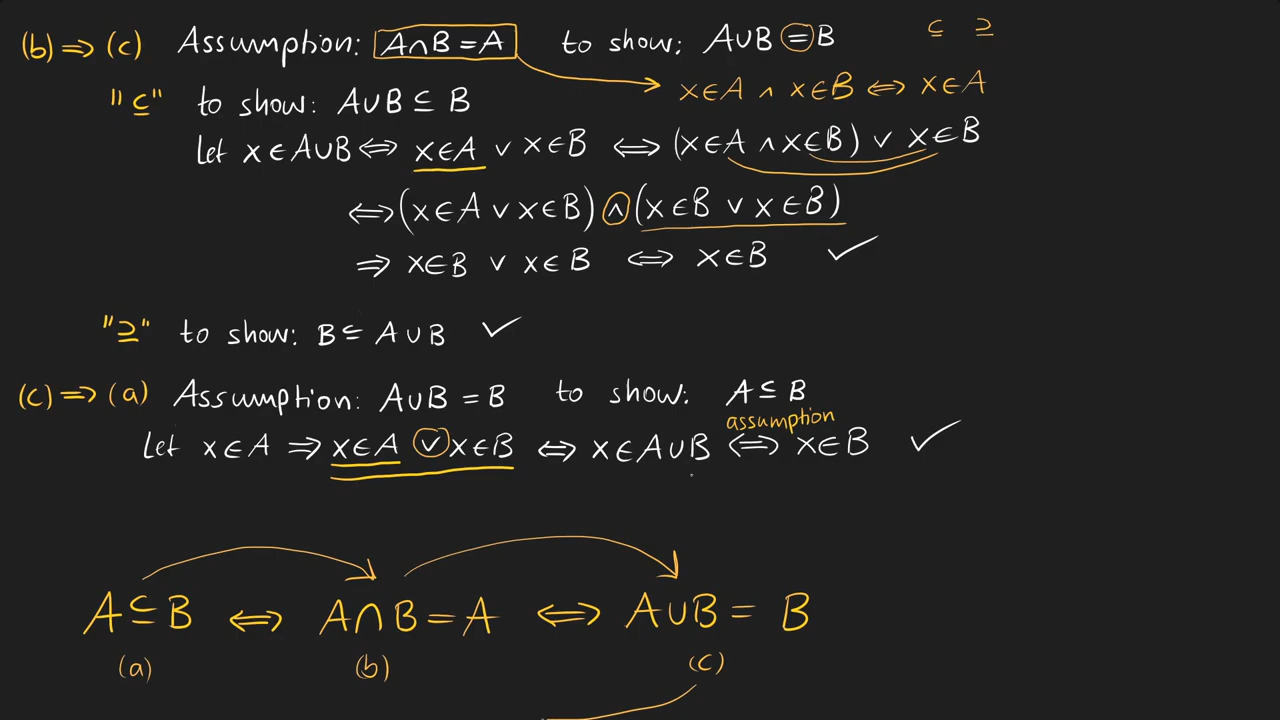 (b) ⇒ (c) Assumption: A∩B = A to show: A∪B = B ⊆ ⊇
x∈A ∧ x∈B ⇔ x∈A
"⊆" to show: A∪B ⊆ B
Let x∈A∪B ⇔ x∈A ∨ x∈B ⇔ (x∈A ∧ x∈B) ∨ x∈B
⇔ (x∈A ∨ x∈B) ∧ (x∈B ∨ x∈B)
⇒ x∈B ∨ x∈B ⇔ x∈B ✓
"⊇" to show: B ⊆ A∪B ✓
(c) ⇒ (a) Assumption: A∪B = B to show: A ⊆ B
assumption
Let x∈A ⇒ x∈A ∨ x∈B ⇔ x∈A∪B ⇔ x∈B ✓
A ⊆ B ⇔ A∩B = A ⇔ A∪B = B
(a) (b) (c)